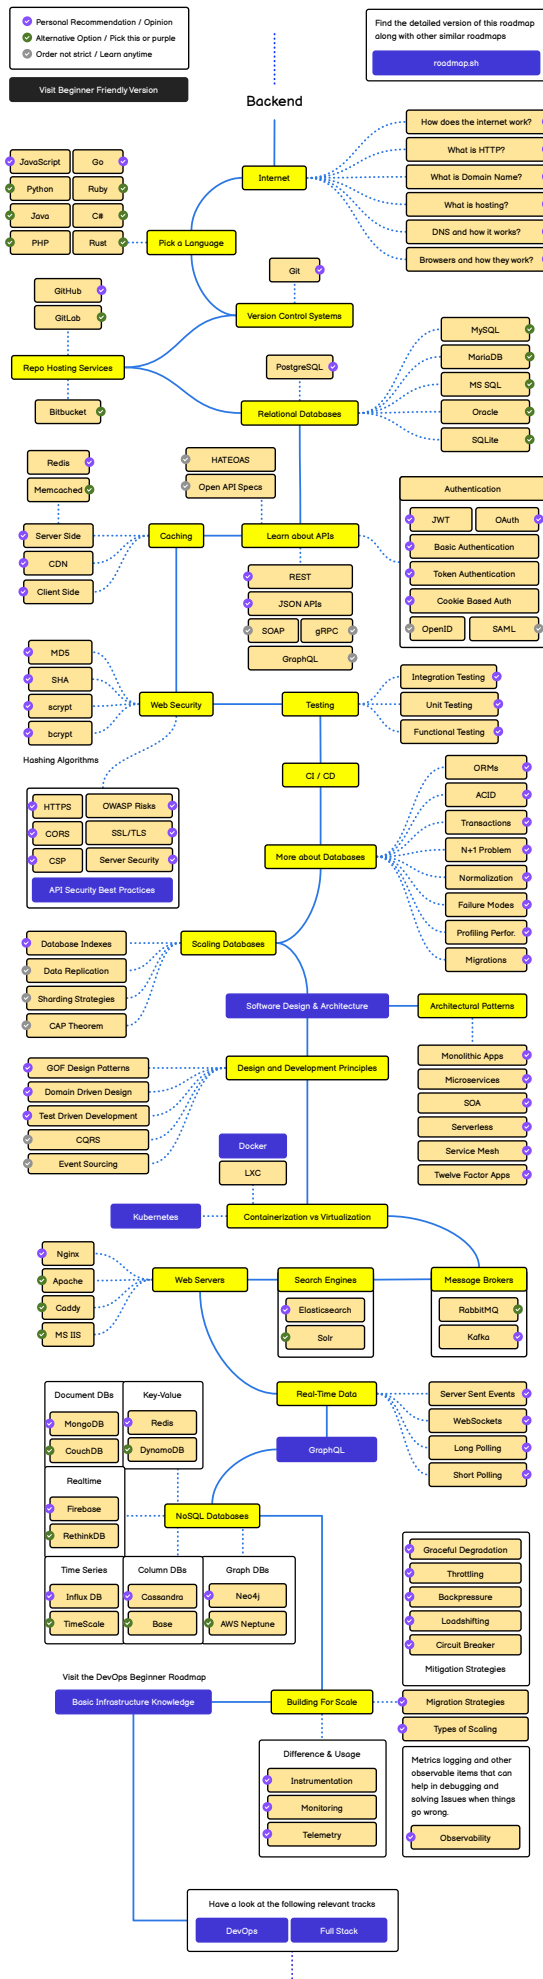 Personal Recommendation / Opinion
Alternative Option / Pick this or purple
Order not strict / Learn anytime
Visit Beginner Friendly Version
Find the detailed version of this roadmap
along with other similar roadmaps
roadmap.sh
Backend
How does the internet work?
What is HTTP?
Internet
What is Domain Name?
What is hosting?
DNS and how it works?
Browsers and how they work?
JavaScript
Go
Python
Ruby
Java
C#
PHP
Rust
Pick a Language
Git
GitHub
GitLab
Version Control Systems
Repo Hosting Services
Bitbucket
PostgreSQL
Relational Databases
MySQL
MariaDB
MS SQL
Oracle
SQLite
HATEOAS
Open API Specs
Redis
Memcached
Server Side
CDN
Client Side
Caching
Learn about APIs
Authentication
JWT
OAuth
Basic Authentication
Token Authentication
Cookie Based Auth
OpenID
SAML
REST
JSON APIs
SOAP
gRPC
GraphQL
MD5
SHA
scrypt
bcrypt
Hashing Algorithms
Web Security
Testing
Integration Testing
Unit Testing
Functional Testing
HTTPS
OWASP Risks
CORS
SSL/TLS
CSP
Server Security
API Security Best Practices
CI / CD
More about Databases
ORMs
ACID
Transactions
N+1 Problem
Normalization
Failure Modes
Profiling Perfor.
Migrations
Database Indexes
Data Replication
Sharding Strategies
CAP Theorem
Scaling Databases
Software Design & Architecture
Architectural Patterns
Monolithic Apps
Microservices
SOA
Serverless
Service Mesh
Twelve Factor Apps
GOF Design Patterns
Domain Driven Design
Test Driven Development
CQRS
Event Sourcing
Design and Development Principles
Docker
LXC
Kubernetes
Containerization vs Virtualization
Nginx
Apache
Caddy
MS IIS
Web Servers
Search Engines
Elasticsearch
Solr
Message Brokers
RabbitMQ
Kafka
Real-Time Data
Server Sent Events
WebSockets
Long Polling
Short Polling
GraphQL
Document DBs
MongoDB
CouchDB
Key-Value
Redis
DynamoDB
Realtime
Firebase
RethinkDB
NoSQL Databases
Time Series
Influx DB
TimeScale
Column DBs
Cassandra
Base
Graph DBs
Neo4j
AWS Neptune
Graceful Degradation
Throttling
Backpressure
Loadshifting
Circuit Breaker
Mitigation Strategies
Visit the DevOps Beginner Roadmap
Basic Infrastructure Knowledge
Building For Scale
Migration Strategies
Types of Scaling
Difference & Usage
Instrumentation
Monitoring
Telemetry
Metrics logging and other
observable items that can
help in debugging and
solving Issues when things
go wrong.
Observability
Have a look at the following relevant tracks
DevOps
Full Stack